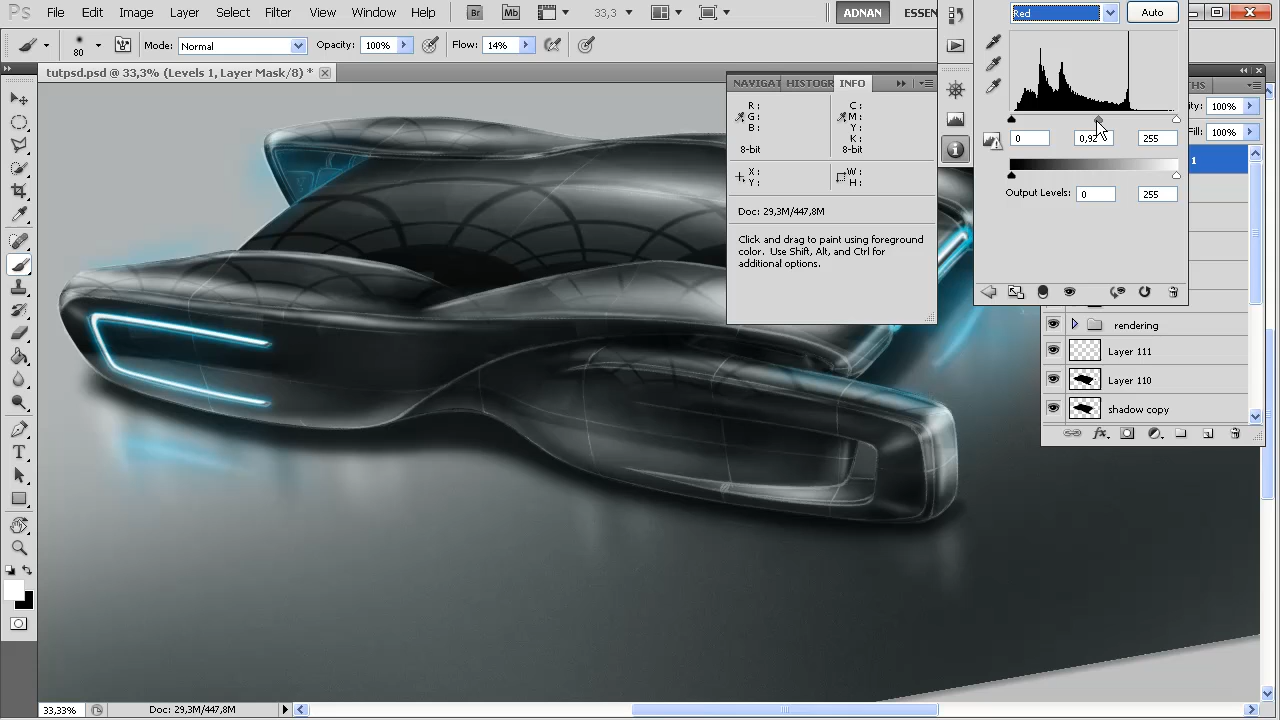 PS File Edit Image Layer Select Filter View Window Help Br Mb 33,3 ADNAN ESSEN
Red Auto
80 Mode: Normal Opacity: 100% Flow: 14%
tutpsd.psd @ 33,3% (Levels 1, Layer Mask/8) *
NAVIGAT HISTOGR INFO
R: C:
G: M:
B: Y:
K:
8-bit 8-bit
X: W:
Y: H:
Doc: 29,3M/447,8M
Click and drag to paint using foreground
color. Use Shift, Alt, and Ctrl for
additional options.
0 0,92 255
Output Levels: 0 255
HS
ity: 100%
Fill: 100%
1
rendering
Layer 111
Layer 110
shadow copy
fx
T
33,33% Doc: 29,3M/447,8M